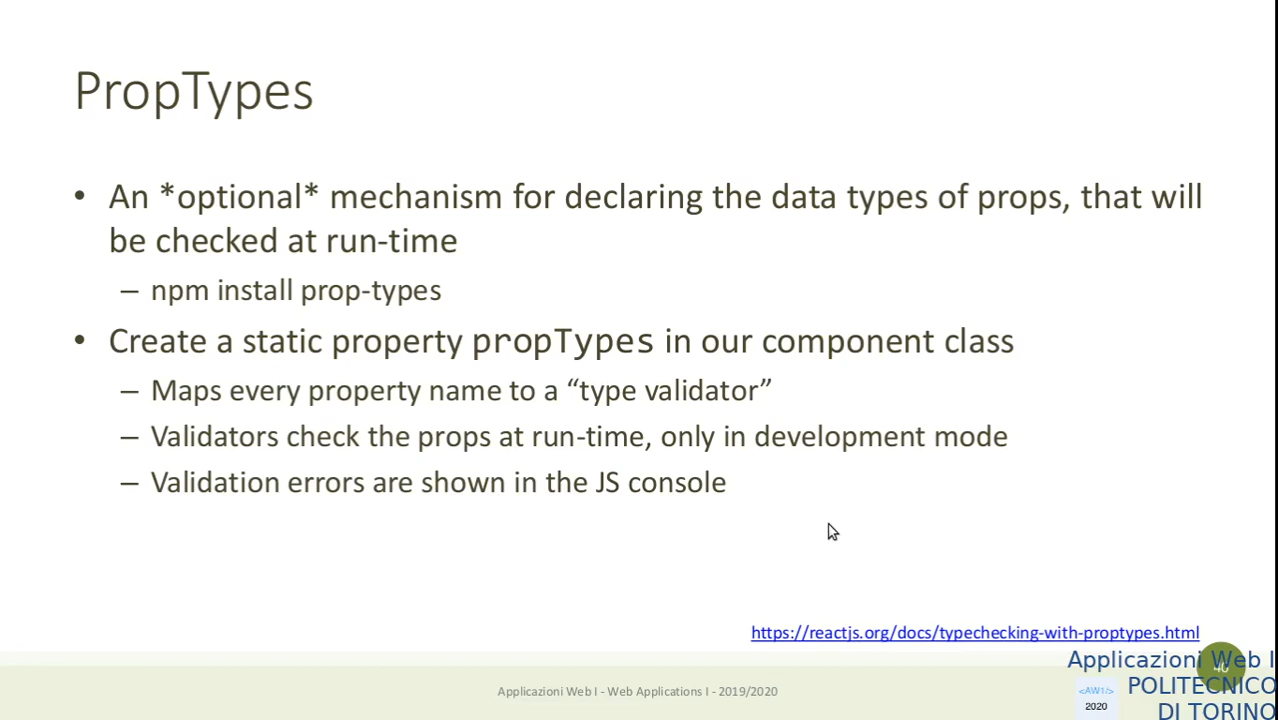 PropTypes
• An *optional* mechanism for declaring the data types of props, that will
be checked at run-time
– npm install prop-types
• Create a static property propTypes in our component class
– Maps every property name to a “type validator”
– Validators check the props at run-time, only in development mode
– Validation errors are shown in the JS console
https://reactjs.org/docs/typechecking-with-proptypes.html
Applicazioni Web I - Web Applications I - 2019/2020
Applicazioni Web I
POLITECNICO
DI TORINO
<AW1/>
2020